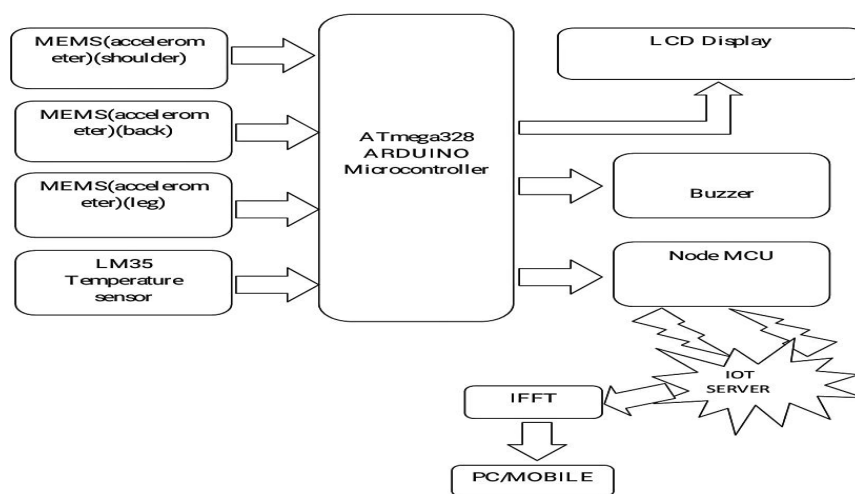 MEMS(accelerom
eter)(shoulder)
MEMS(accelerom
eter)(back)
MEMS(accelerom
eter)(leg)
LM35
Temperature
sensor
ATmega328
ARDUINO
Microcontroller
LCD Display
Buzzer
Node MCU
IOT
SERVER
IFFT
PC/MOBILE